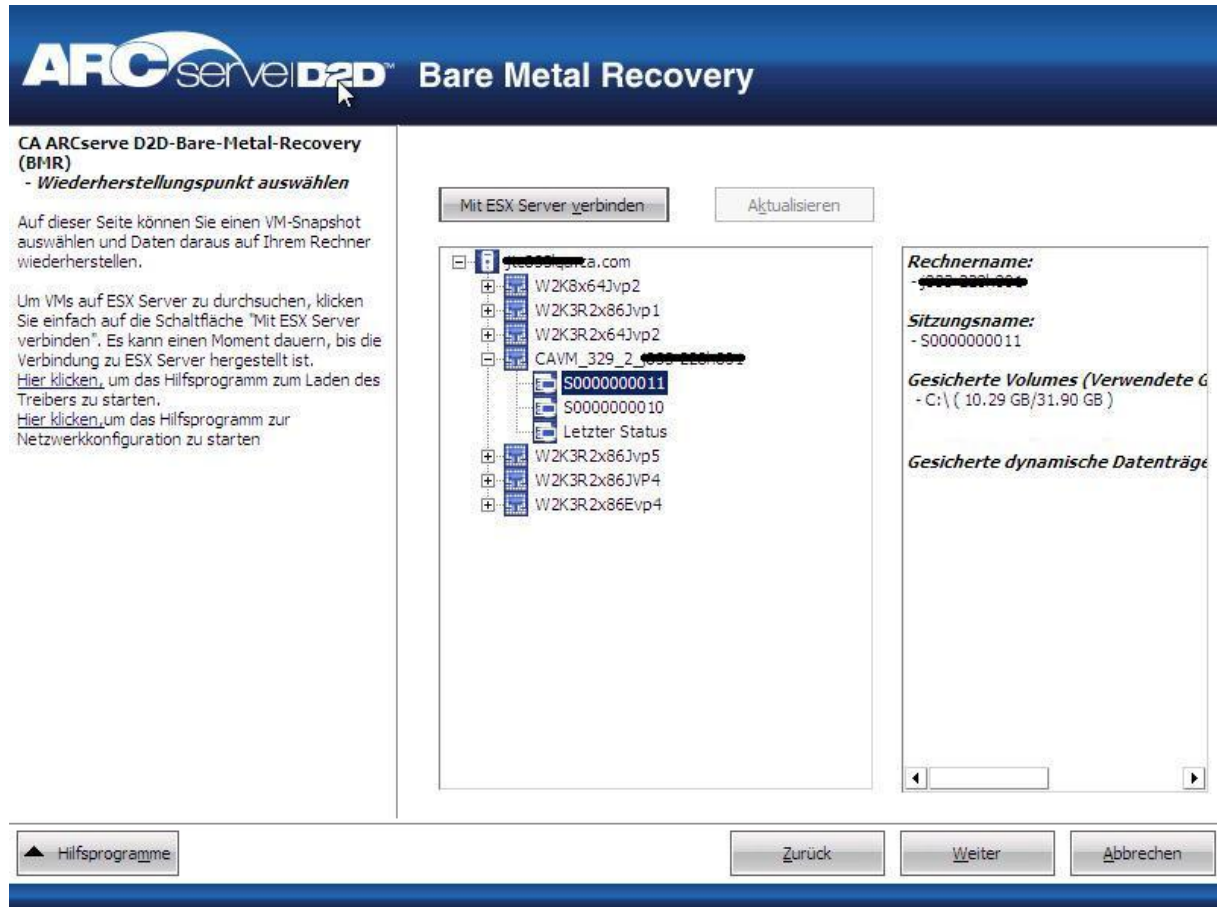 ARCserve D2D™ Bare Metal Recovery
CA ARCserve D2D-Bare-Metal-Recovery
(BMR)
- Wiederherstellungspunkt auswählen
Auf dieser Seite können Sie einen VM-Snapshot
auswählen und Daten daraus auf Ihrem Rechner
wiederherstellen.
Um VMs auf ESX Server zu durchsuchen, klicken
Sie einfach auf die Schaltfläche "Mit ESX Server
verbinden". Es kann einen Moment dauern, bis die
Verbindung zu ESX Server hergestellt ist.
Hier klicken, um das Hilfsprogramm zum Laden des
Treibers zu starten.
Hier klicken,um das Hilfsprogramm zur
Netzwerkkonfiguration zu starten
Mit ESX Server verbinden
Aktualisieren
.com
W2K8x64Jvp2
W2K3R2x86Jvp1
W2K3R2x64Jvp2
CAVM_329_2_
S0000000011
S0000000010
Letzter Status
W2K3R2x86Jvp5
W2K3R2x86JVP4
W2K3R2x86Evp4
Rechnername:
-
Sitzungsname:
- S0000000011
Gesicherte Volumes (Verwendete G
- C:\ ( 10.29 GB/31.90 GB )
Gesicherte dynamische Datenträge
Hilfsprogramme
Zurück
Weiter
Abbrechen